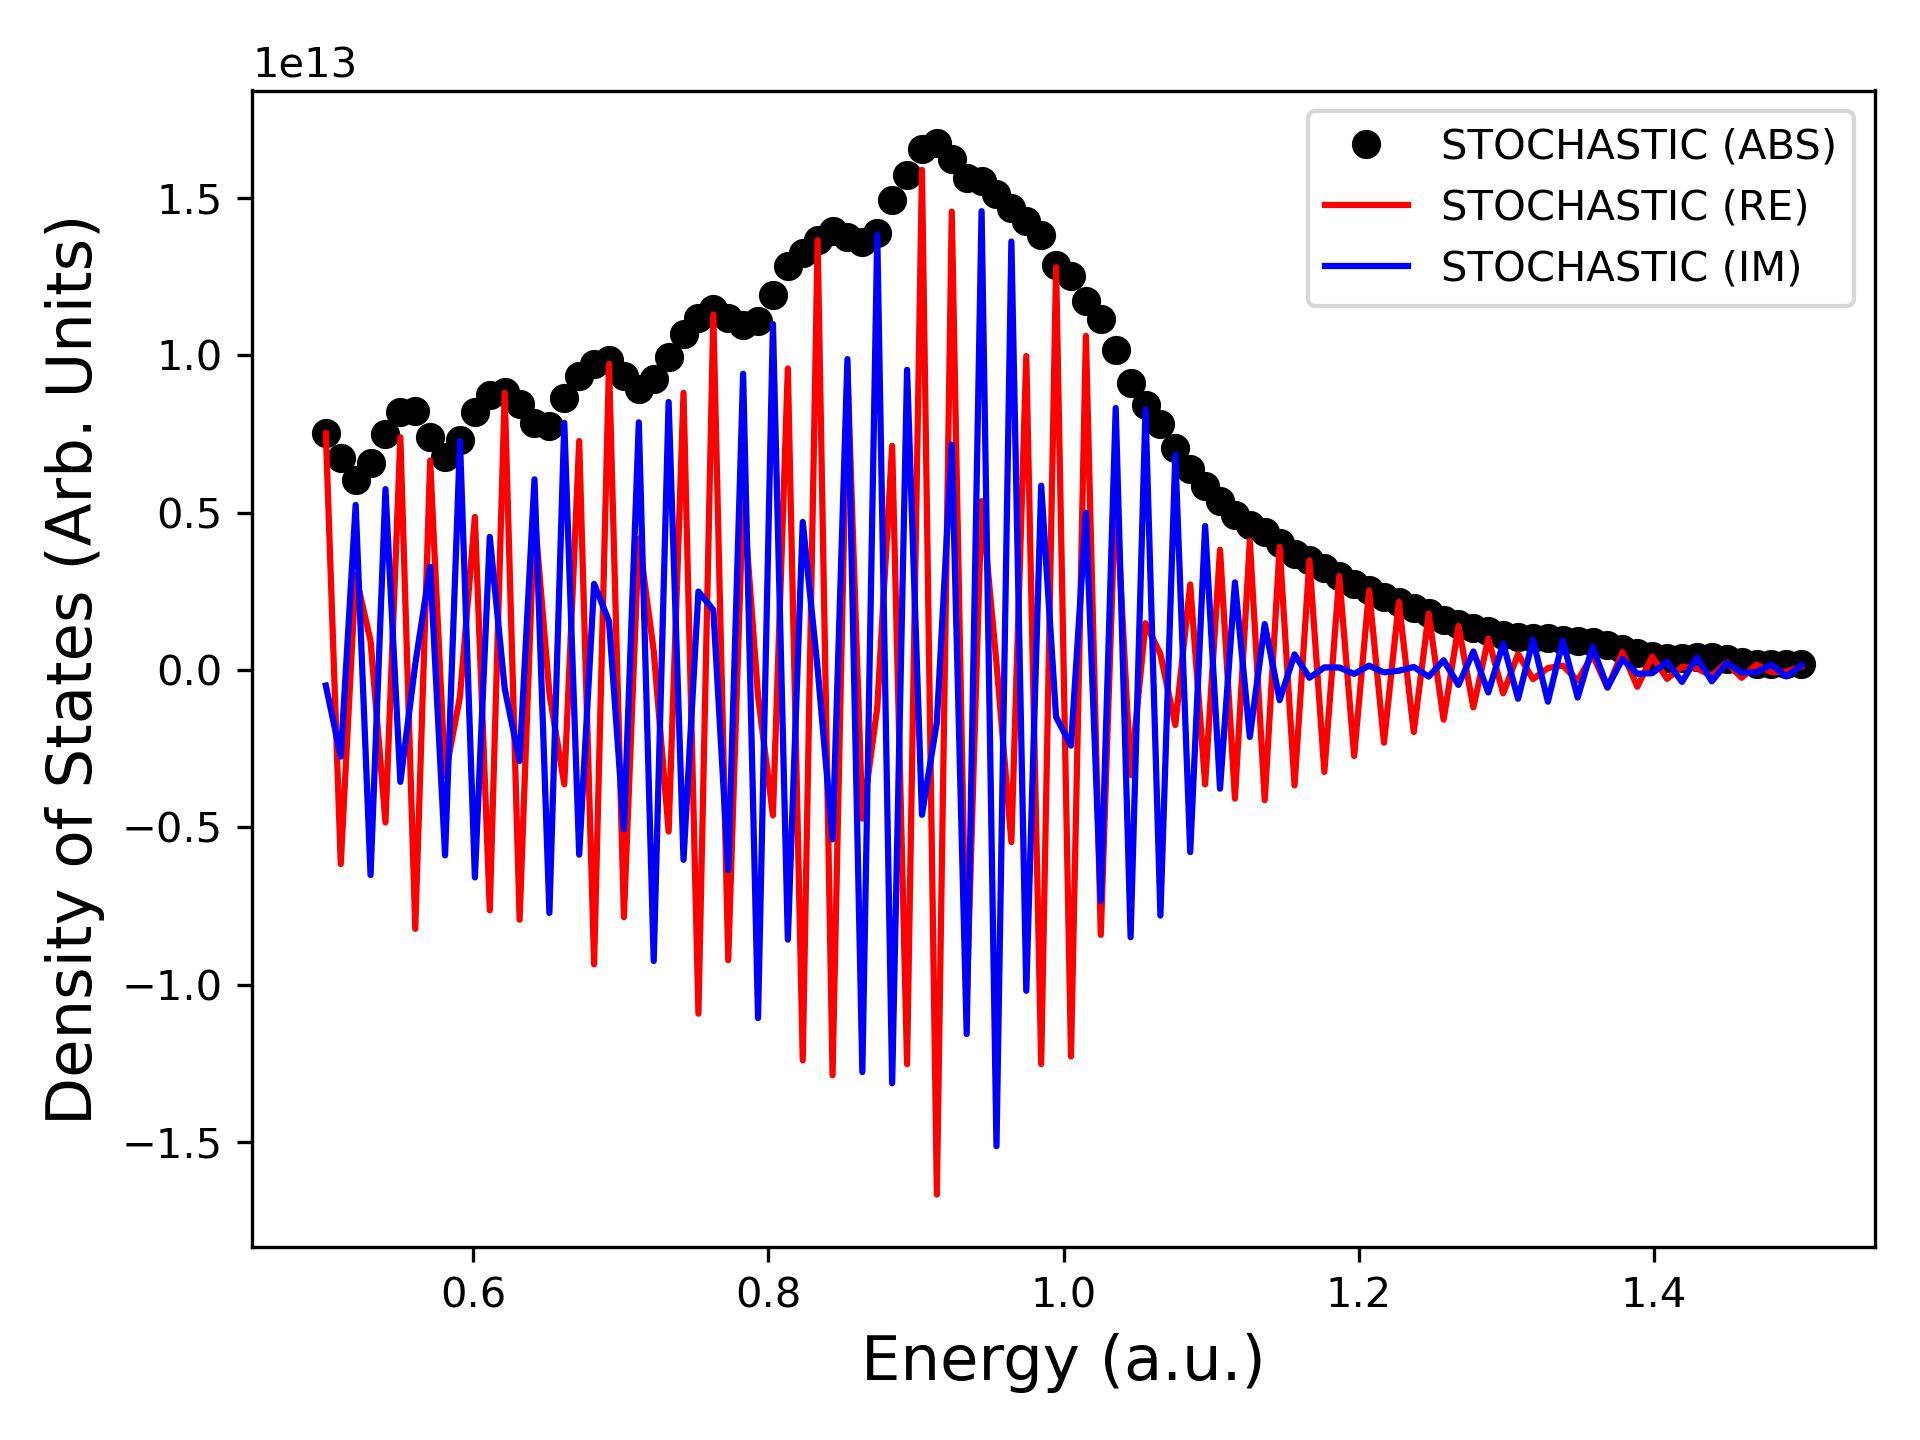 1e13
STOCHASTIC (ABS)
STOCHASTIC (RE)
STOCHASTIC (IM)
Density of States (Arb. Units)
1.5
1.0
0.5
0.0
−0.5
−1.0
−1.5
0.6 0.8 1.0 1.2 1.4
Energy (a.u.)